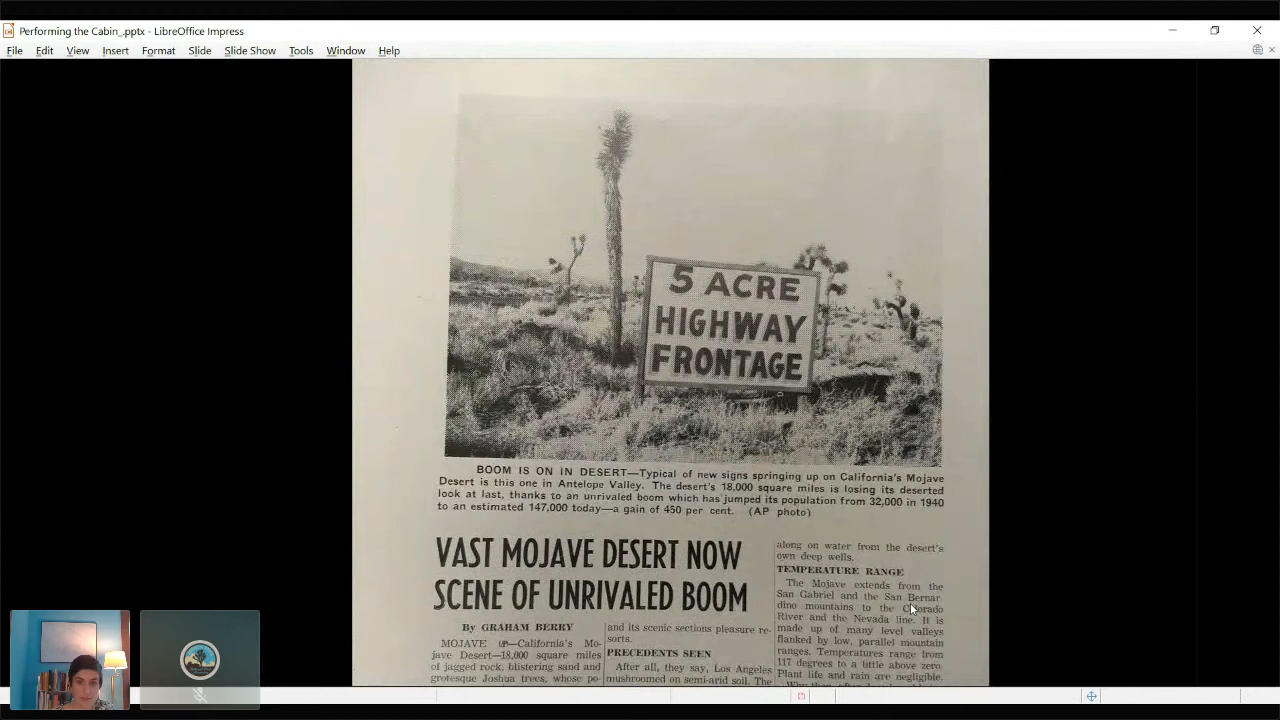 Performing the Cabin_.pptx - LibreOffice Impress
File Edit View Insert Format Slide Slide Show Tools Window Help
5 ACRE
HIGHWAY
FRONTAGE
BOOM IS ON IN DESERT—Typical of new signs springing up on California's Mojave
Desert is this one in Antelope Valley. The desert's 18,000 square miles is losing its deserted
look at last, thanks to an unrivaled boom which has jumped its population from 32,000 in 1940
to an estimated 147,000 today—a gain of 450 per cent. (AP photo)
VAST MOJAVE DESERT NOW
SCENE OF UNRIVALED BOOM
By GRAHAM BERRY
MOJAVE —California's Mo-
jave Desert—18,000 square miles
of jagged rock, blistering sand and
grotesque Joshua trees, whose po-
and its scenic sections pleasure re-
sorts.
PRECEDENTS SEEN
After all, they say, Los Angeles
mushroomed on semi-arid soil. The
along on water from the desert's
own deep wells.
TEMPERATURE RANGE
The Mojave extends from the
San Gabriel and the San Bernar
dino mountains to the Colorado
River and the Nevada line. It is
made up of many level valleys
flanked by low, parallel mountain
ranges. Temperatures range from
117 degrees to a little above zero.
Plant life and rain are negligible.